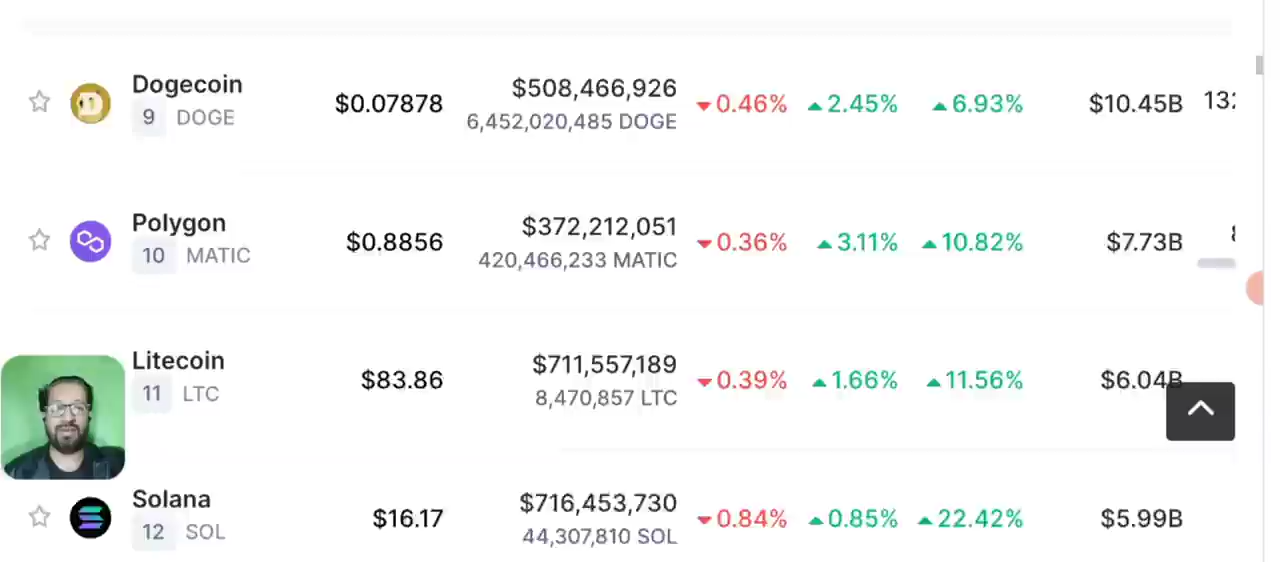 Dogecoin
9 DOGE
$0.07878
$508,466,926
6,452,020,485 DOGE
0.46%
2.45%
6.93%
$10.45B
Polygon
10 MATIC
$0.8856
$372,212,051
420,466,233 MATIC
0.36%
3.11%
10.82%
$7.73B
Litecoin
11 LTC
$83.86
$711,557,189
8,470,857 LTC
0.39%
1.66%
11.56%
$6.04B
Solana
12 SOL
$16.17
$716,453,730
44,307,810 SOL
0.84%
0.85%
22.42%
$5.99B